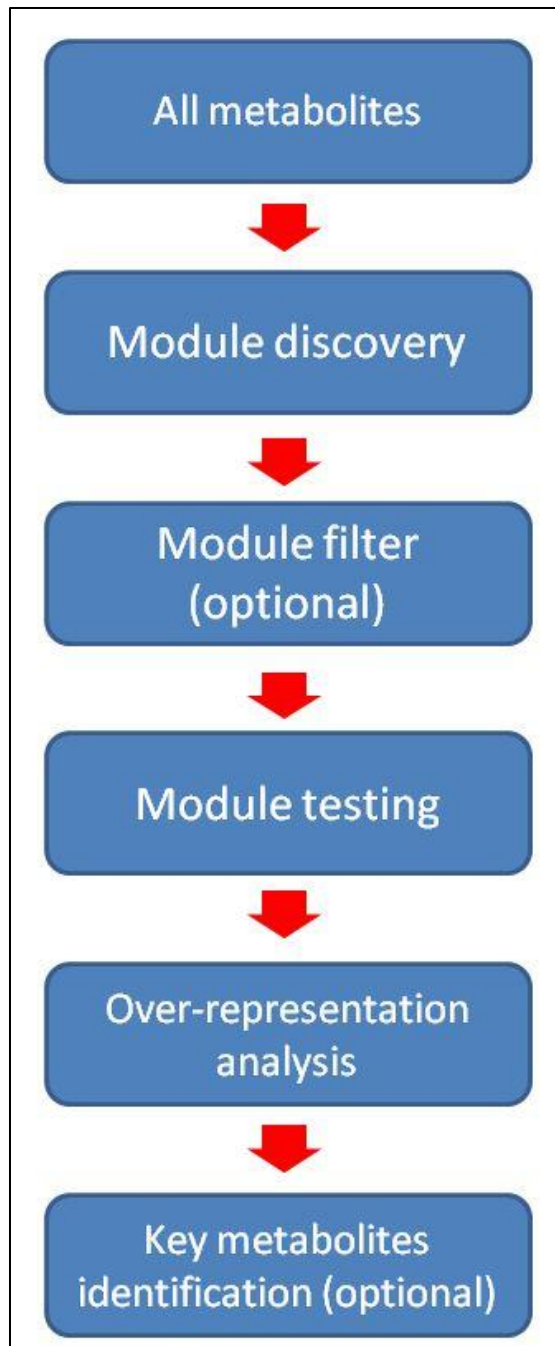 All metabolites
Module discovery
Module filter
(optional)
Module testing
Over-representation
analysis
Key metabolites
identification (optional)